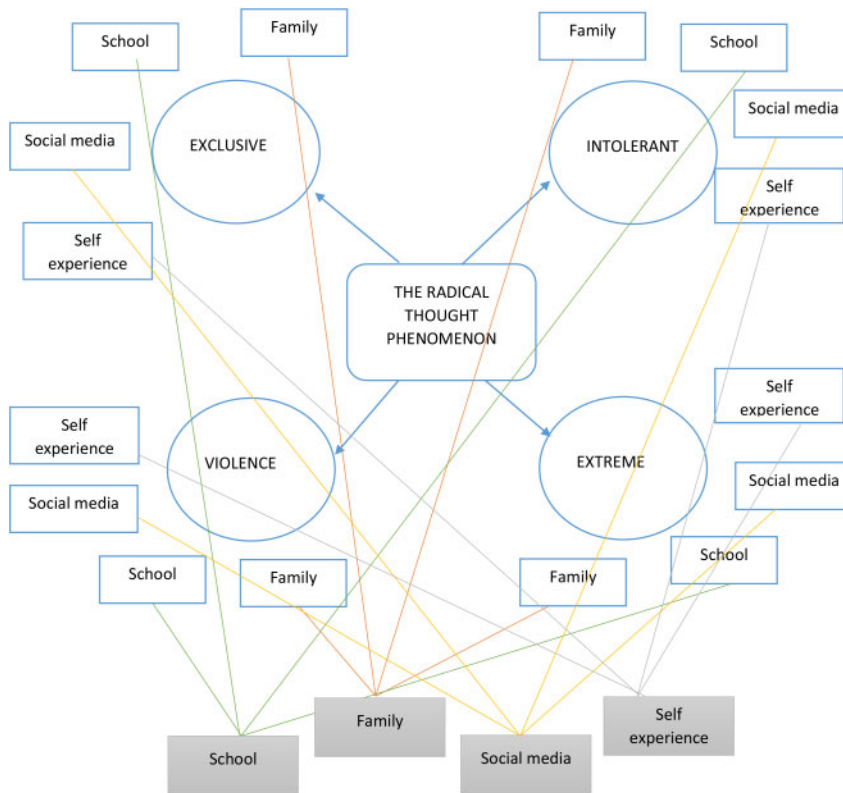 Family
Family
School
School
Social media
Social media
EXCLUSIVE
INTOLERANT
Self
experience
Self
experience
THE RADICAL
THOUGHT
PHENOMENON
Self
experience
Self
experience
VIOLENCE
EXTREME
Social media
Social media
School
Family
Family
School
Family
Self
experience
School
Social media